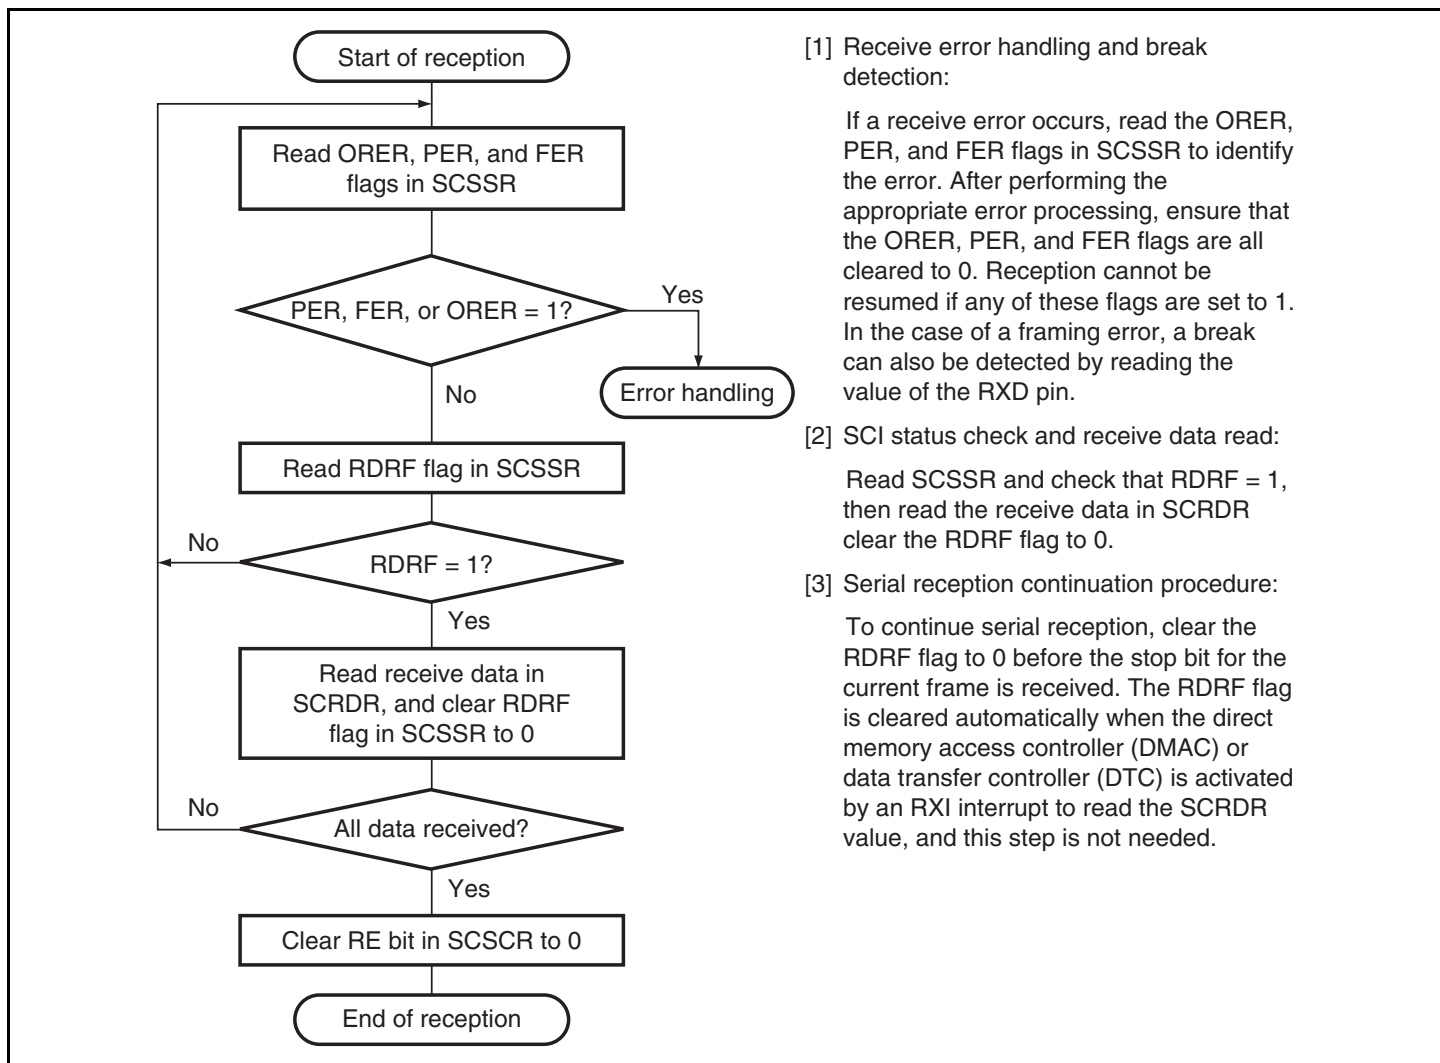 Start of reception
Read ORER, PER, and FER
flags in SCSSR
PER, FER, or ORER = 1?
Yes
Error handling
No
Read RDRF flag in SCSSR
No
RDRF = 1?
Yes
Read receive data in
SCRDR, and clear RDRF
flag in SCSSR to 0
No
All data received?
Yes
Clear RE bit in SCSCR to 0
End of reception
[1] Receive error handling and break
detection:
If a receive error occurs, read the ORER,
PER, and FER flags in SCSSR to identify
the error. After performing the
appropriate error processing, ensure that
the ORER, PER, and FER flags are all
cleared to 0. Reception cannot be
resumed if any of these flags are set to 1.
In the case of a framing error, a break
can also be detected by reading the
value of the RXD pin.
[2] SCI status check and receive data read:
Read SCSSR and check that RDRF = 1,
then read the receive data in SCRDR
clear the RDRF flag to 0.
[3] Serial reception continuation procedure:
To continue serial reception, clear the
RDRF flag to 0 before the stop bit for the
current frame is received. The RDRF flag
is cleared automatically when the direct
memory access controller (DMAC) or
data transfer controller (DTC) is activated
by an RXI interrupt to read the SCRDR
value, and this step is not needed.